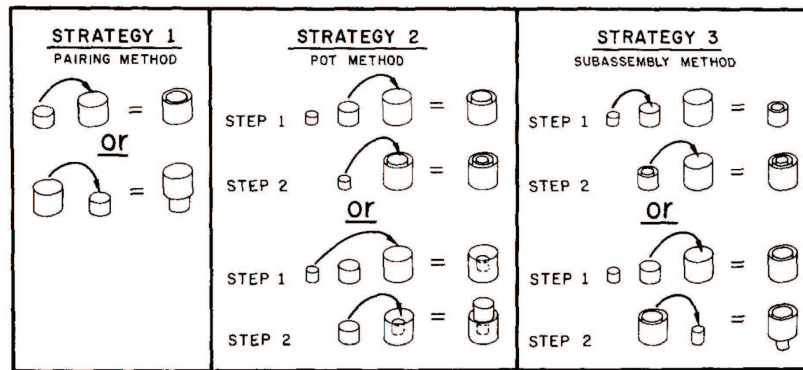 STRATEGY 1
PAIRING METHOD
=
or
=
STRATEGY 2
POT METHOD
STEP 1 =
STEP 2 =
or
STEP 1 =
STEP 2 =
STRATEGY 3
SUBASSEMBLY METHOD
STEP 1 =
STEP 2 =
or
STEP 1 =
STEP 2 =